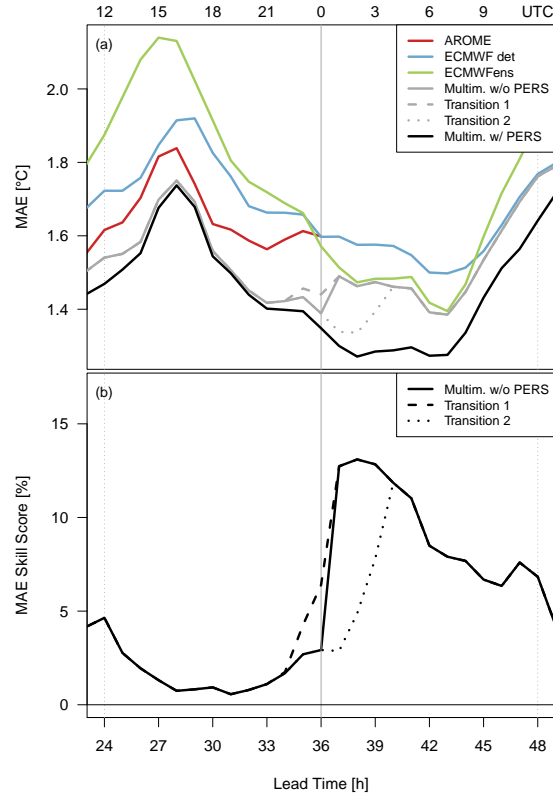 12 15 18 21 0 3 6 9 UTC
(a)
AROME
ECMWF det
ECMWFens
Multim. w/o PERS
Transition 1
Transition 2
Multim. w/ PERS
2.0
1.8
1.6
1.4
MAE [°C]
(b)
Multim. w/o PERS
Transition 1
Transition 2
15
10
5
0
MAE Skill Score [%]
24 27 30 33 36 39 42 45 48
Lead Time [h]